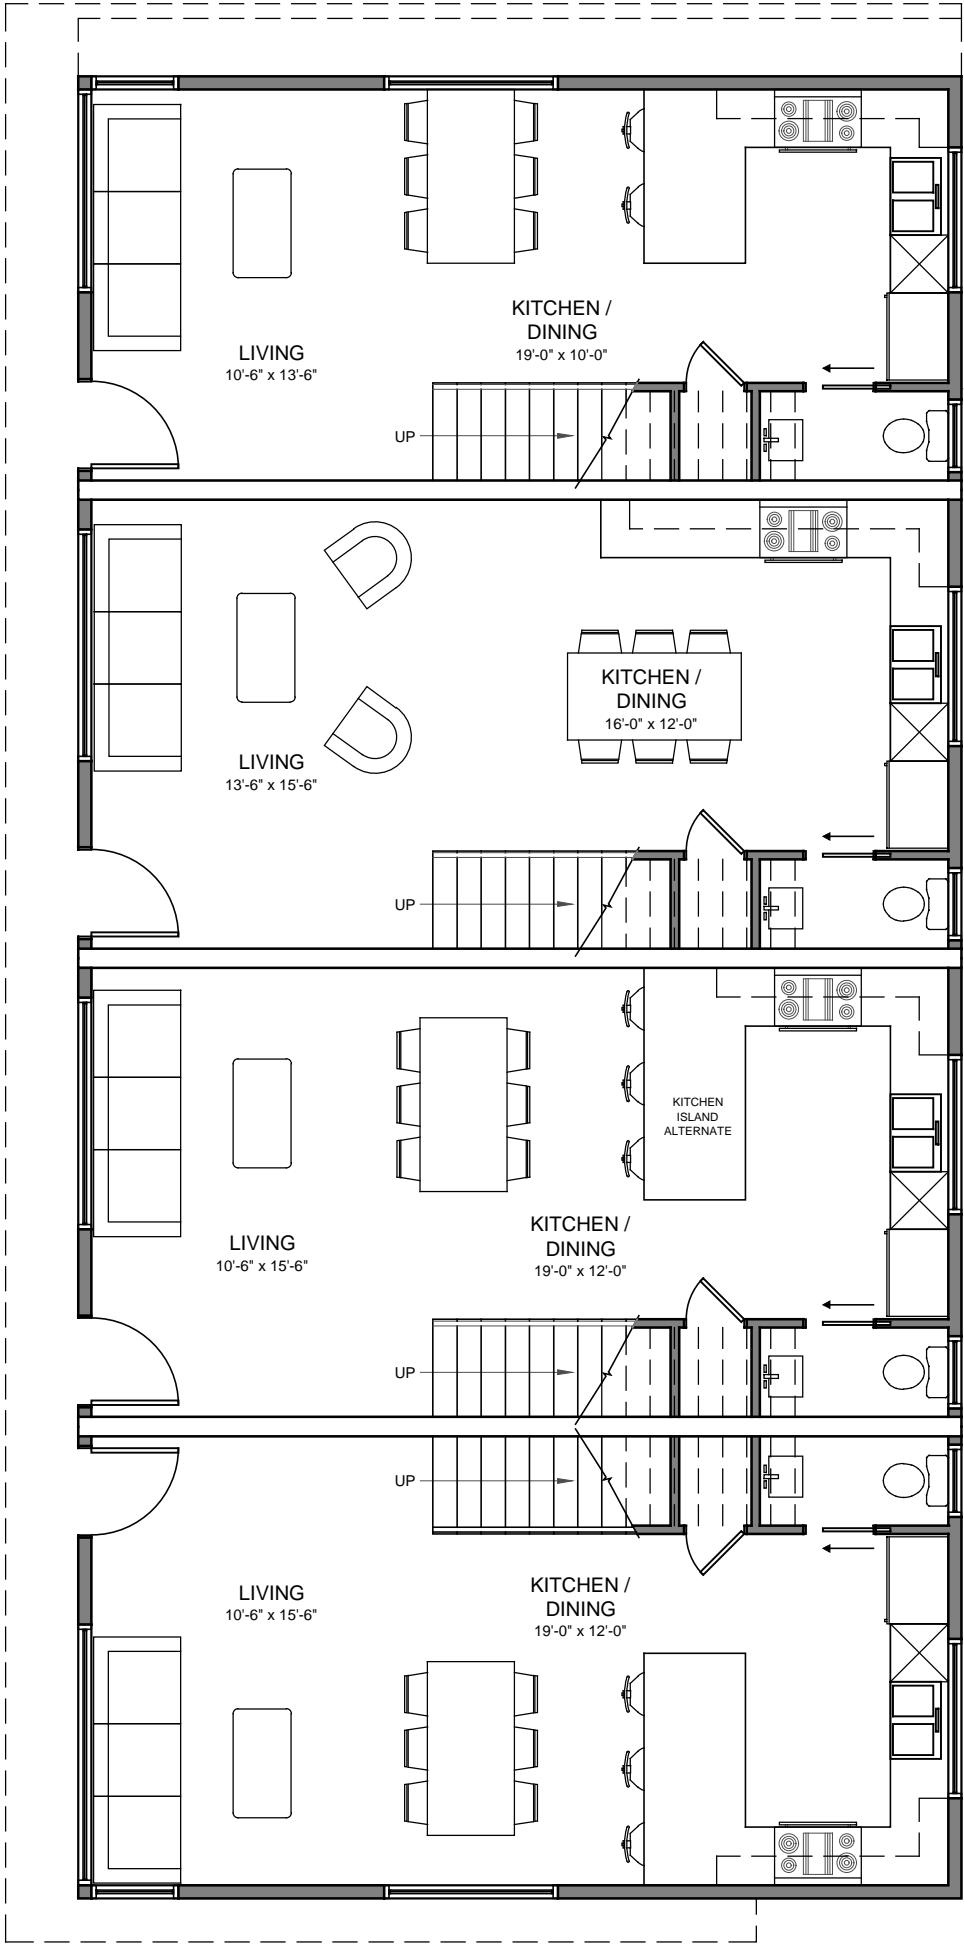 KITCHEN /
DINING
19'-0" x 10'-0"
LIVING
10'-6" x 13'-6"
UP
KITCHEN /
DINING
16'-0" x 12'-0"
LIVING
13'-6" x 15'-6"
UP
KITCHEN
ISLAND
ALTERNATE
KITCHEN /
DINING
19'-0" x 12'-0"
LIVING
10'-6" x 15'-6"
UP
UP
LIVING
10'-6" x 15'-6"
KITCHEN /
DINING
19'-0" x 12'-0"